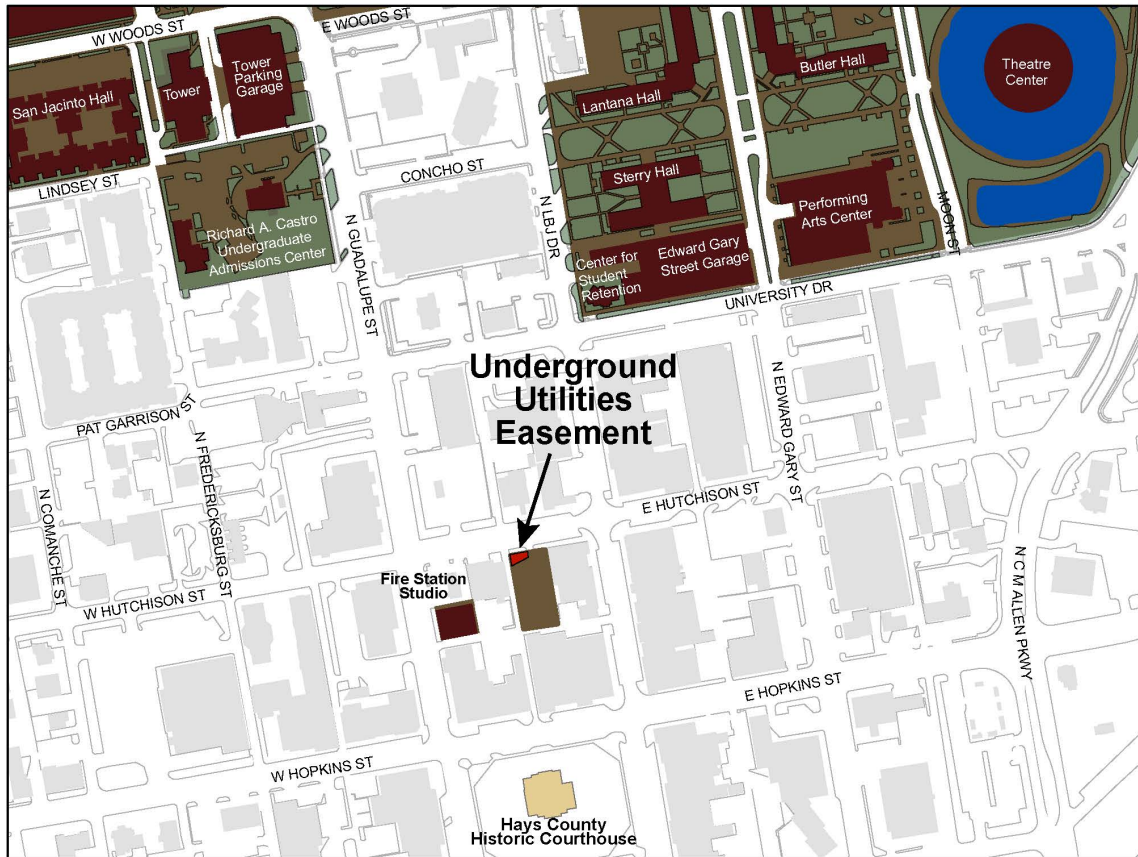 W WOODS ST
E WOODS ST
Tower
Parking
Garage
Tower
San Jacinto Hall
Lantana Hall
Butler Hall
Theatre
Center
LINDSEY ST
CONCHO ST
Sterry Hall
Performing
Arts Center
MOON ST
N LBJ DR
N GUADALUPE ST
Richard A. Castro
Undergraduate
Admissions Center
Center for
Student
Retention
Edward Gary
Street Garage
UNIVERSITY DR
Underground
Utilities
Easement
N EDWARD GARY ST
PAT GARRISON ST
N FREDERICKSBURG ST
N COMANCHE ST
E HUTCHISON ST
W HUTCHISON ST
Fire Station
Studio
N C M ALLEN PKWY
E HOPKINS ST
W HOPKINS ST
Hays County
Historic Courthouse